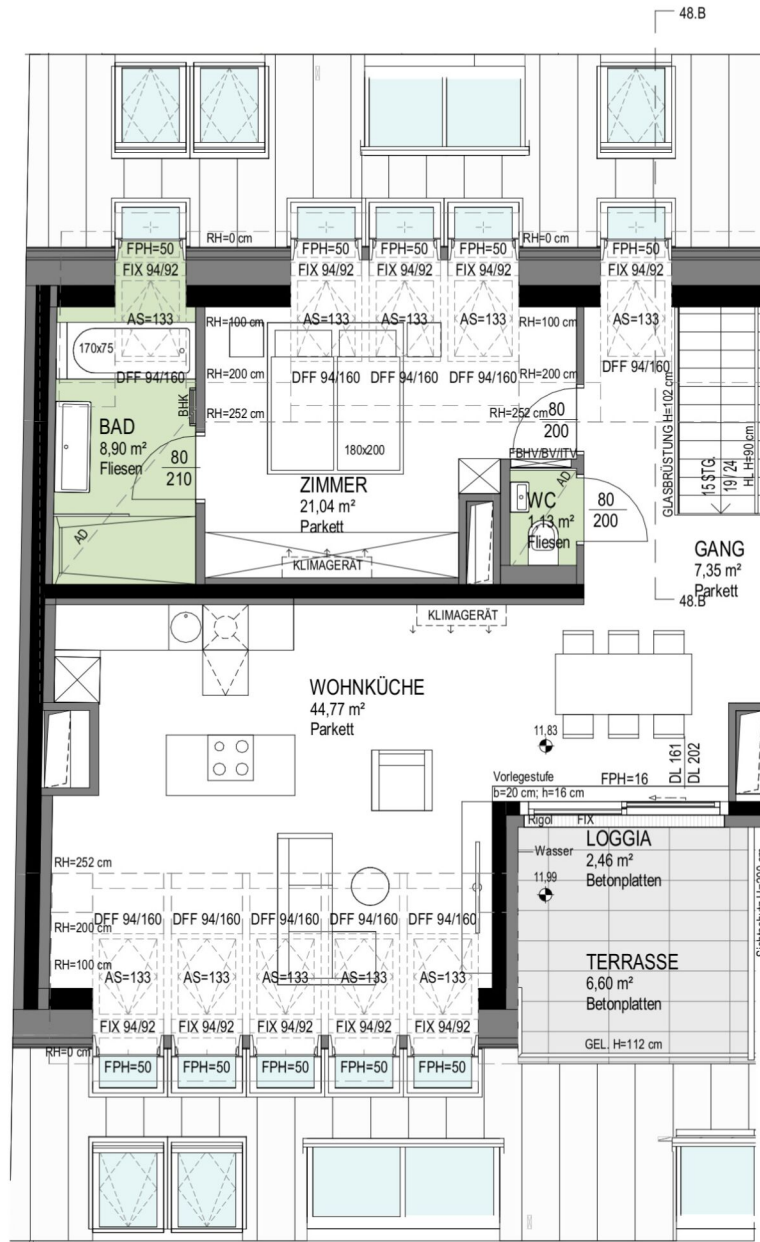 48.B
RH=0 cm
FPH=50
FPH=50
FPH=50
FPH=50
RH=0 cm
FPH=50
FIX 94/92
FIX 94/92
FIX 94/92
FIX 94/92
FIX 94/92
AS=133
RH=100 cm
AS=133
AS=133
AS=133
RH=100 cm
AS=133
170x75
DFF 94/160
RH=200 cm
DFF 94/160
DFF 94/160
DFF 94/160
RH=200 cm
DFF 94/160
BHK
RH=252 cm
RH=252 cm
80
200
BAD
8,90 m²
Fliesen
80
210
180x200
FBHV/BV/ITV
GLASBRÜSTUNG H=102 cm
15 STG.
19/24
HL H=90 cm
ZIMMER
21,04 m²
Parkett
AD
WC
1,13 m²
Fliesen
80
200
AD
KLIMAGERÄT
GANG
7,35 m²
Parkett
48.B
KLIMAGERÄT
WOHNKÜCHE
44,77 m²
Parkett
11,83
DL 161
DL 202
Vorlegestufe
b=20 cm; h=16 cm
FPH=16
Rigol
FIX
LOGGIA
2,46 m²
Betonplatten
Wasser
11,99
RH=252 cm
DFF 94/160
DFF 94/160
DFF 94/160
DFF 94/160
DFF 94/160
RH=200 cm
RH=100 cm
AS=133
AS=133
AS=133
AS=133
AS=133
TERRASSE
6,60 m²
Betonplatten
FIX 94/92
FIX 94/92
FIX 94/92
FIX 94/92
FIX 94/92
GEL. H=112 cm
RH=0 cm
FPH=50
FPH=50
FPH=50
FPH=50
FPH=50